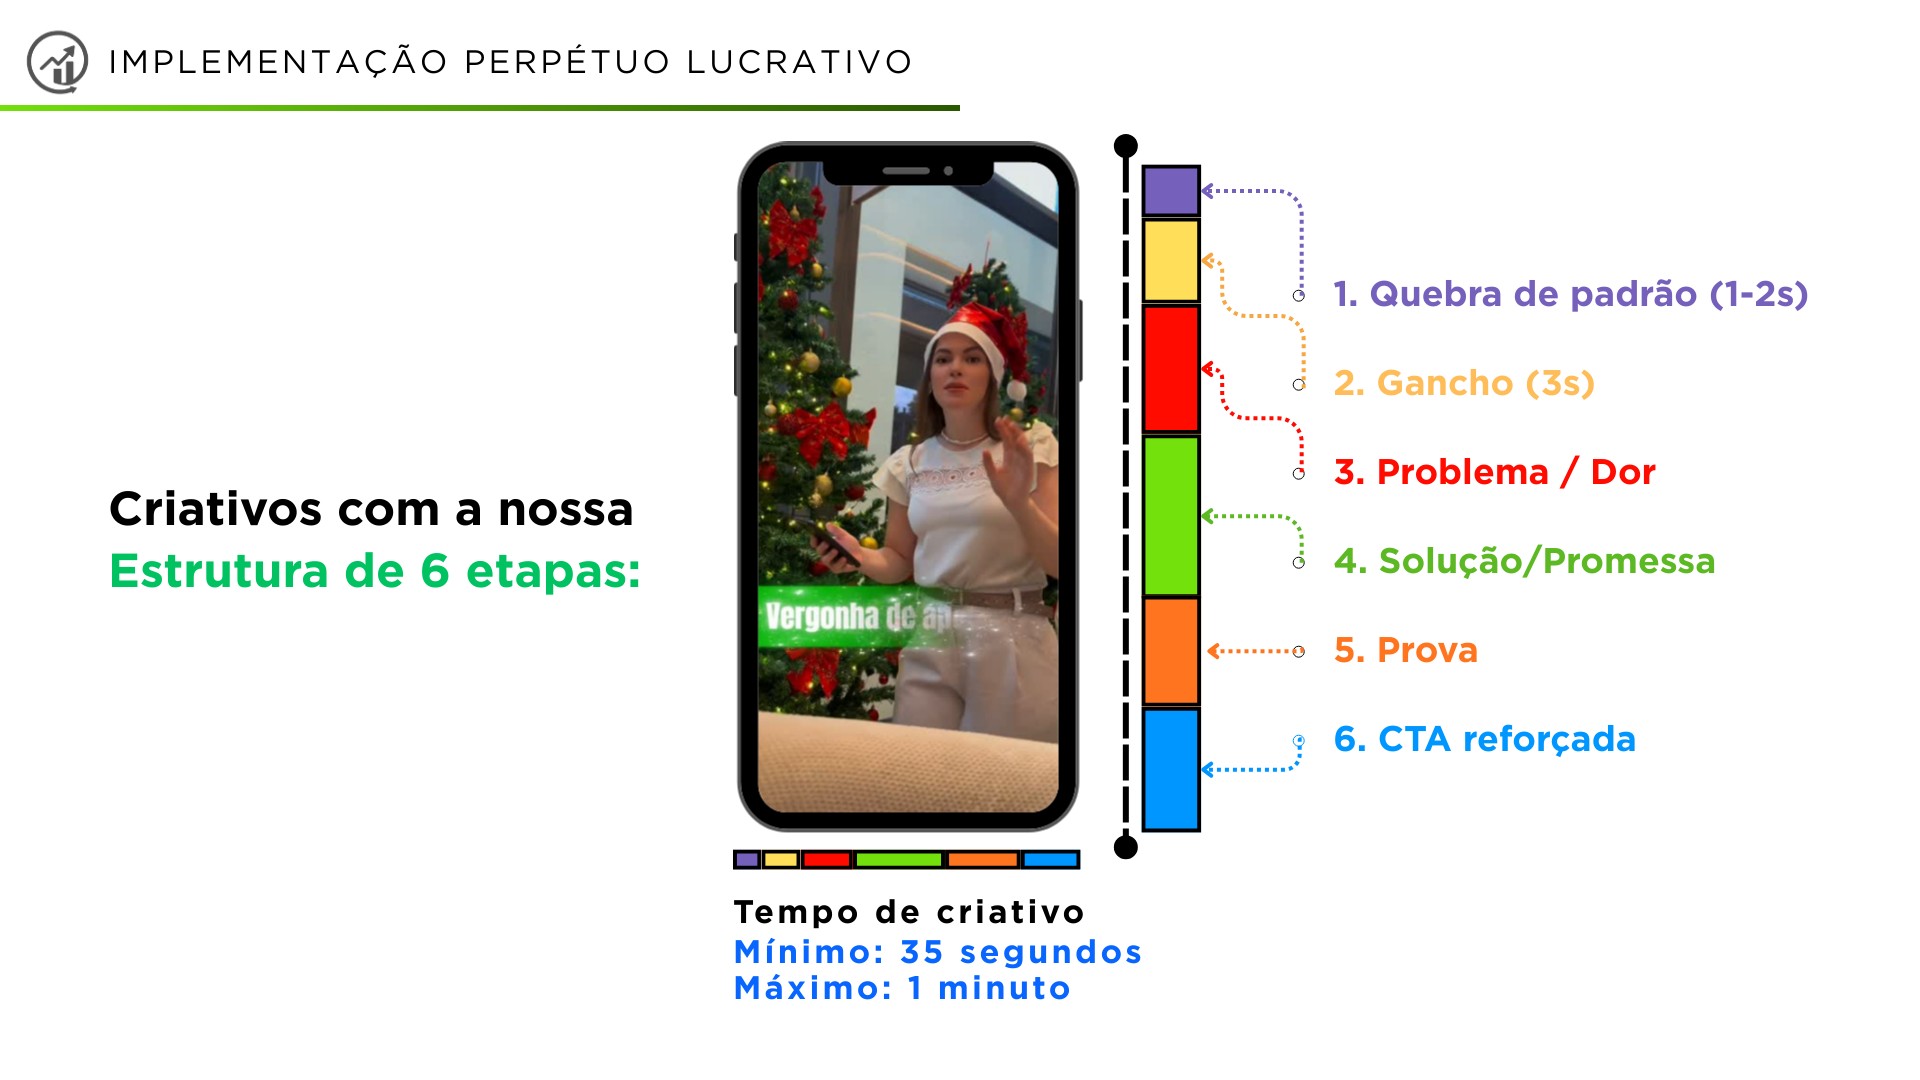 IMPLEMENTAÇÃO PERPÉTUO LUCRATIVO
Criativos com a nossa
Estrutura de 6 etapas:
Vergonha de
1. Quebra de padrão (1-2s)
2. Gancho (3s)
3. Problema / Dor
4. Solução/Promessa
5. Prova
6. CTA reforçada
Tempo de criativo
Mínimo: 35 segundos
Máximo: 1 minuto